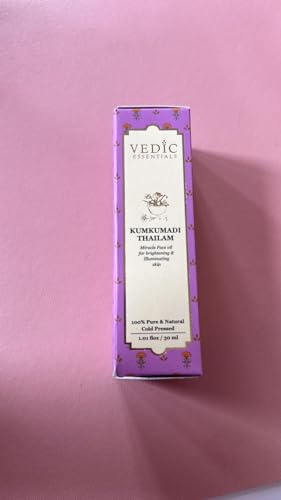 VEDIC
ESSENTIALS
KUMKUMADI
THAILAM
Miracle Face oil
for brightening &
Illuminating
skin
100% Pure & Natural
Cold Pressed
1.01 floz / 30 ml